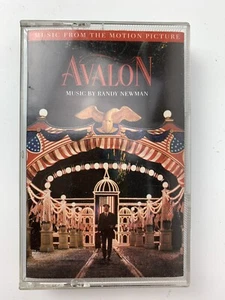 MUSIC FROM THE MOTION PICTURE
AVALON
MUSIC BY RANDY NEWMAN